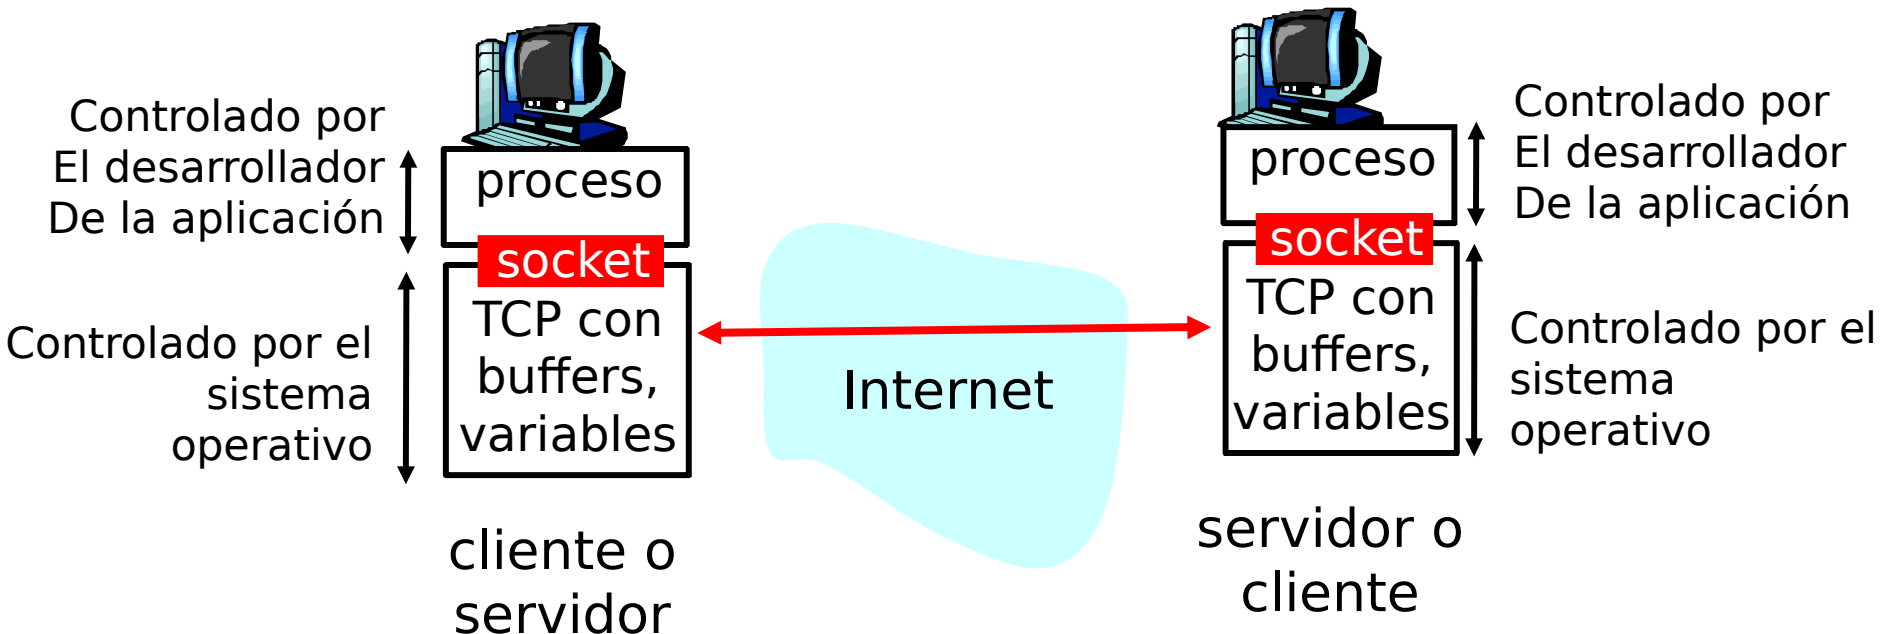 Controlado por
El desarrollador
De la aplicación
proceso
socket
TCP con
buffers,
variables
Controlado por el
sistema
operativo
cliente o
servidor
Internet
proceso
socket
TCP con
buffers,
variables
Controlado por
El desarrollador
De la aplicación
Controlado por el
sistema
operativo
servidor o
cliente